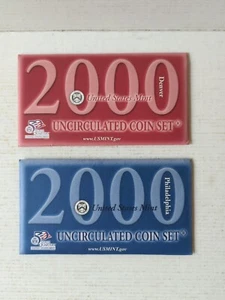 2000
Denver
United States Mint
UNCIRCULATED COIN SET®
www.USMINT.gov
2000
Philadelphia
United States Mint
UNCIRCULATED COIN SET®
www.USMINT.gov